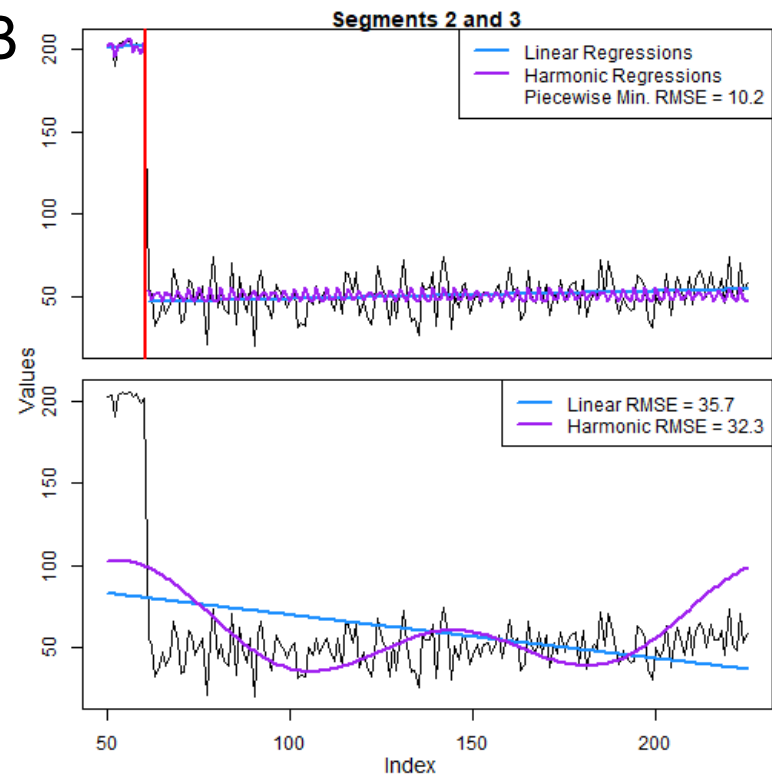 B
Segments 2 and 3
Linear Regressions
Harmonic Regressions
Piecewise Min. RMSE = 10.2
200
150
100
50
Values
Linear RMSE = 35.7
Harmonic RMSE = 32.3
200
150
100
50
50 100 150 200
Index